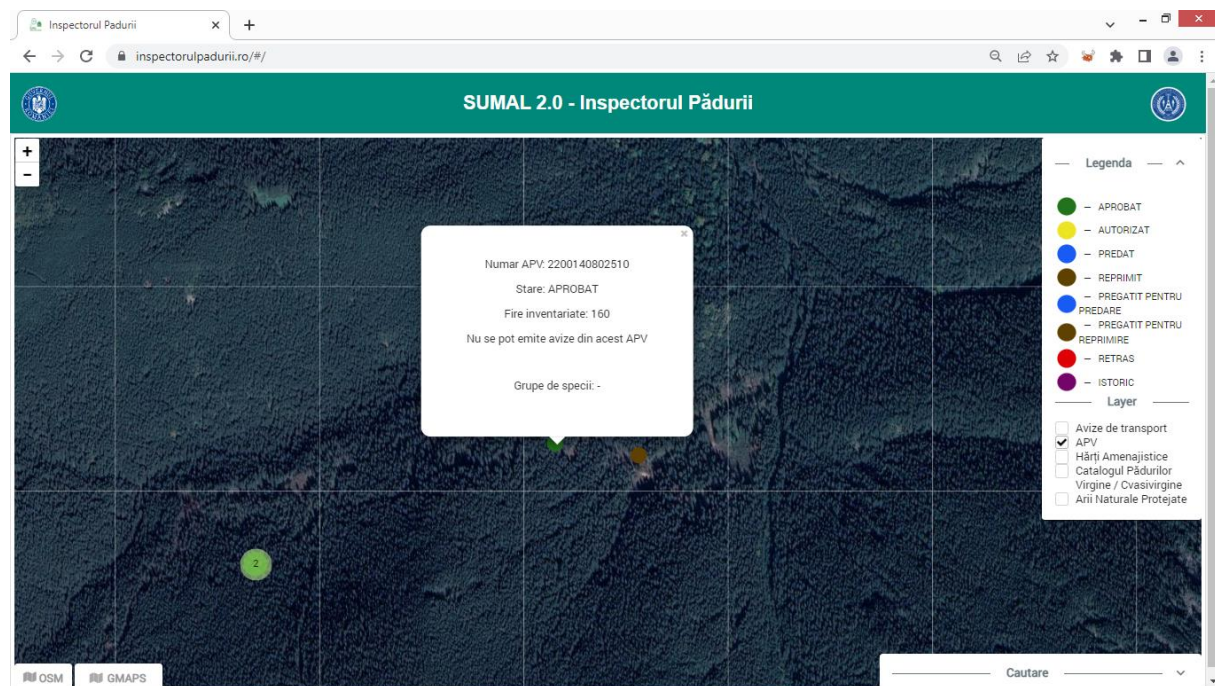 Inspectorul Padurii
inspectorulpadurii.ro/#/
SUMAL 2.0 - Inspectorul Pădurii
+
-
Numar APV: 2200140802510
Stare: APROBAT
Fire inventariate: 160
Nu se pot emite avize din acest APV
Grupe de specii: -
2
Legenda
– APROBAT
– AUTORIZAT
– PREDAT
– REPRIMIT
– PREGATIT PENTRU
PREDARE
– PREGATIT PENTRU
REPRIMIRE
– RETRAS
– ISTORIC
Layer
Avize de transport
APV
Hărți Amenajistice
Catalogul Pădurilor
Virgine / Cvasivirgine
Arii Naturale Protejate
OSM
GMAPS
Cautare